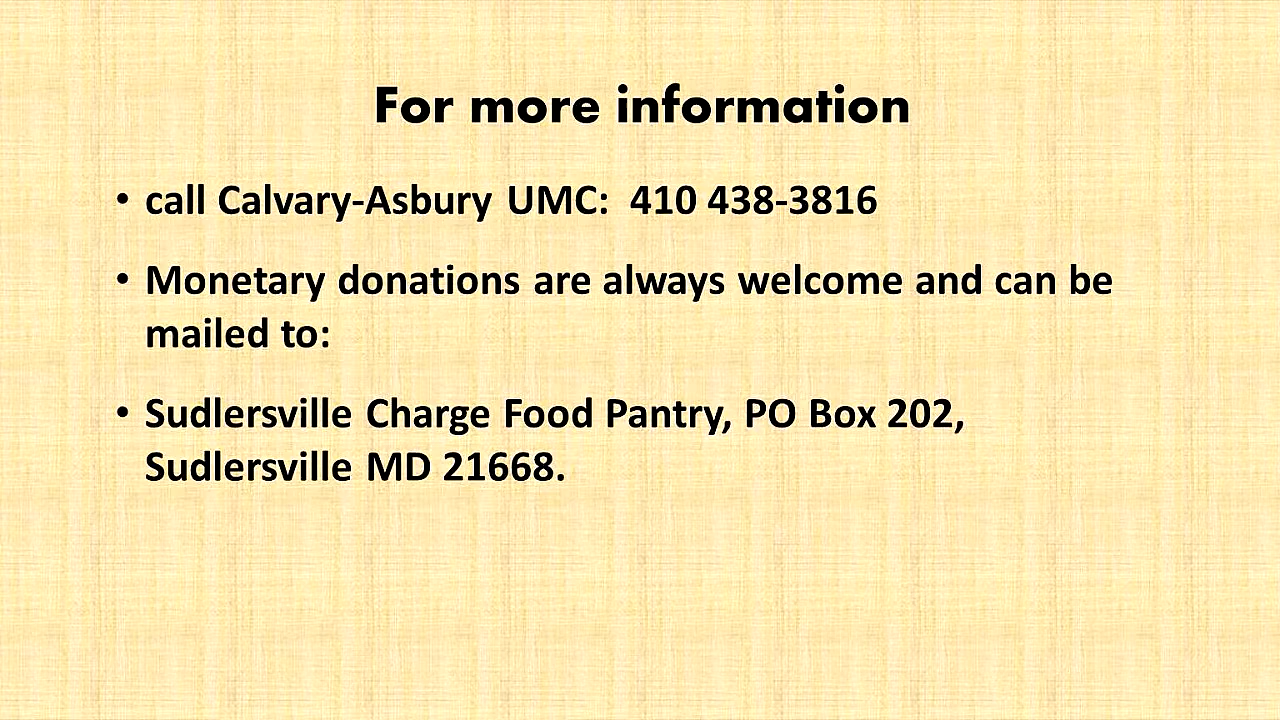 For more information
• call Calvary-Asbury UMC:  410 438-3816
• Monetary donations are always welcome and can be
mailed to:
• Sudlersville Charge Food Pantry, PO Box 202,
Sudlersville MD 21668.